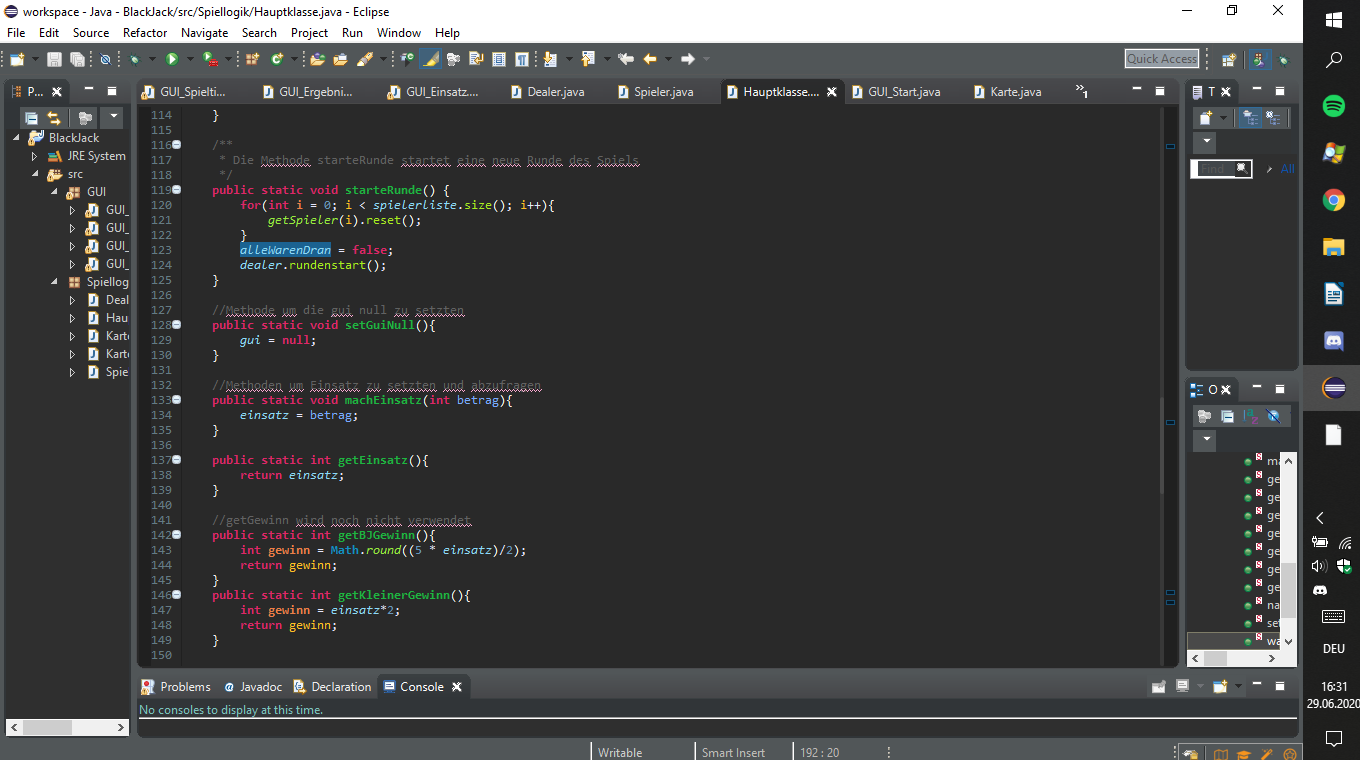 workspace - Java - BlackJack/src/Spiellogik/Hauptklasse.java - Eclipse
File Edit Source Refactor Navigate Search Project Run Window Help
Quick Access
P...
GUI_Spielti... GUI_Ergebni... GUI_Einsatz.... Dealer.java Spieler.java Hauptklasse.... GUI_Start.java Karte.java »1
T
BlackJack
JRE System
src
GUI
GUI_
GUI_
GUI_
GUI_
Spiellog
Deal
Hau
Karte
Karte
Spie
114 }
115
116 /**
117 * Die Methode starteRunde startet eine neue Runde des Spiels
118 */
119 public static void starteRunde() {
120 for(int i = 0; i < spielerliste.size(); i++){
121 getSpieler(i).reset();
122 }
123 alleWarenDran = false;
124 dealer.rundenstart();
125 }
126
127 //Methode um die gui null zu setzten
128 public static void setGuiNull(){
129 gui = null;
130 }
131
132 //Methoden um Einsatz zu setzten und abzufragen
133 public static void machEinsatz(int betrag){
134 einsatz = betrag;
135 }
136
137 public static int getEinsatz(){
138 return einsatz;
139 }
140
141 //getGewinn wird noch nicht verwendet
142 public static int getBJGewinn(){
143 int gewinn = Math.round((5 * einsatz)/2);
144 return gewinn;
145 }
146 public static int getKleinerGewinn(){
147 int gewinn = einsatz*2;
148 return gewinn;
149 }
150
Find All
O
ma
ge
ge
ge
ge
ge
ge
ge
na
set
wa
Problems @ Javadoc Declaration Console
No consoles to display at this time.
Writable Smart Insert 192 : 20
DEU
16:31
29.06.2020